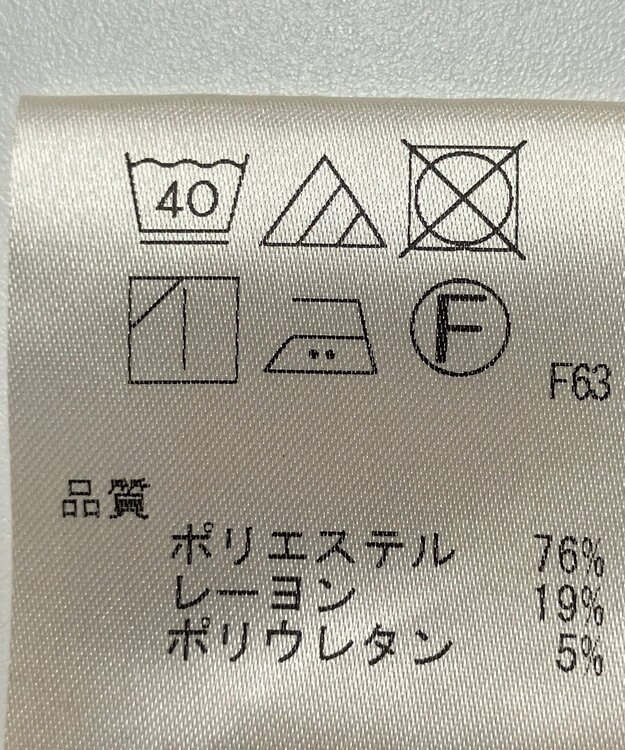 40
F
F63
品質
ポリエステル 76%
レーヨン 19%
ポリウレタン 5%